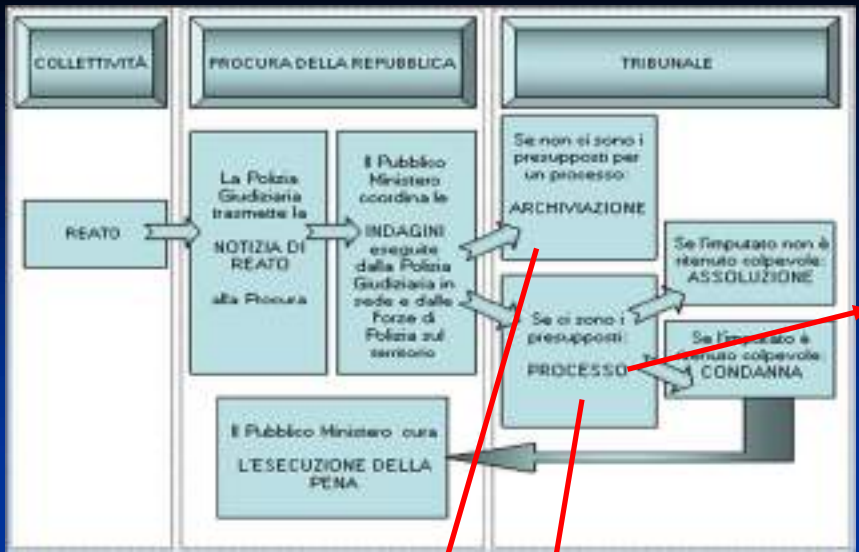 COLLETTIVITÀ
PROCURA DELLA REPUBBLICA
TRIBUNALE
REATO
La Polizia
Giudiziaria
trasmette la
NOTIZIA DI
REATO
alla Procura
Il Pubblico
Ministero
coordina le
INDAGINI
eseguite
dalla Polizia
Giudiziaria in
sede e dalle
Forze di
Polizia sul
territorio
Se non ci sono i
presupposti per
un processo:
ARCHIVIAZIONE
Se ci sono i
presupposti:
PROCESSO
Se l'imputato non è
ritenuto colpevole:
ASSOLUZIONE
Se l'imputato è
ritenuto colpevole
CONDANNA
Il Pubblico Ministero cura
L'ESECUZIONE DELLA
PENA